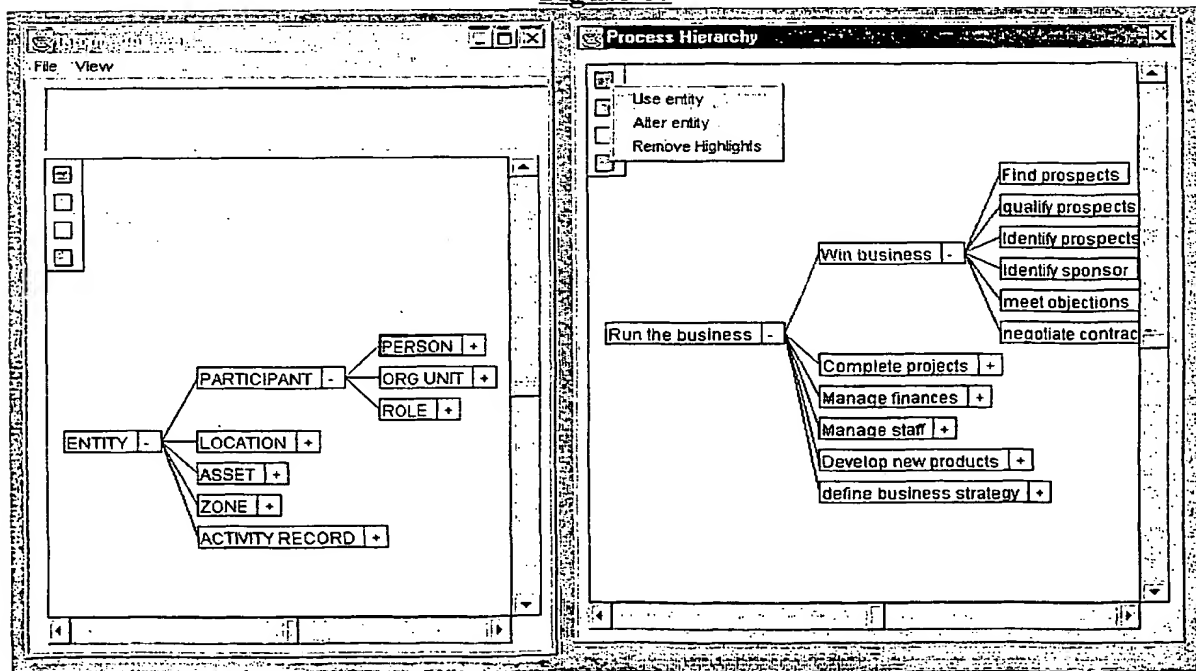 File View
PERSON +
PARTICIPANT -
ORG UNIT +
ROLE +
ENTITY -
LOCATION +
ASSET +
ZONE +
ACTIVITY RECORD +
Process Hierarchy
Use entity
Alter entity
Remove Highlights
Find prospects
qualify prospects
Identify prospects
Win business -
Identify sponsor
meet objections
negotiate contrac
Run the business -
Complete projects +
Manage finances +
Manage staff +
Develop new products +
define business strategy +